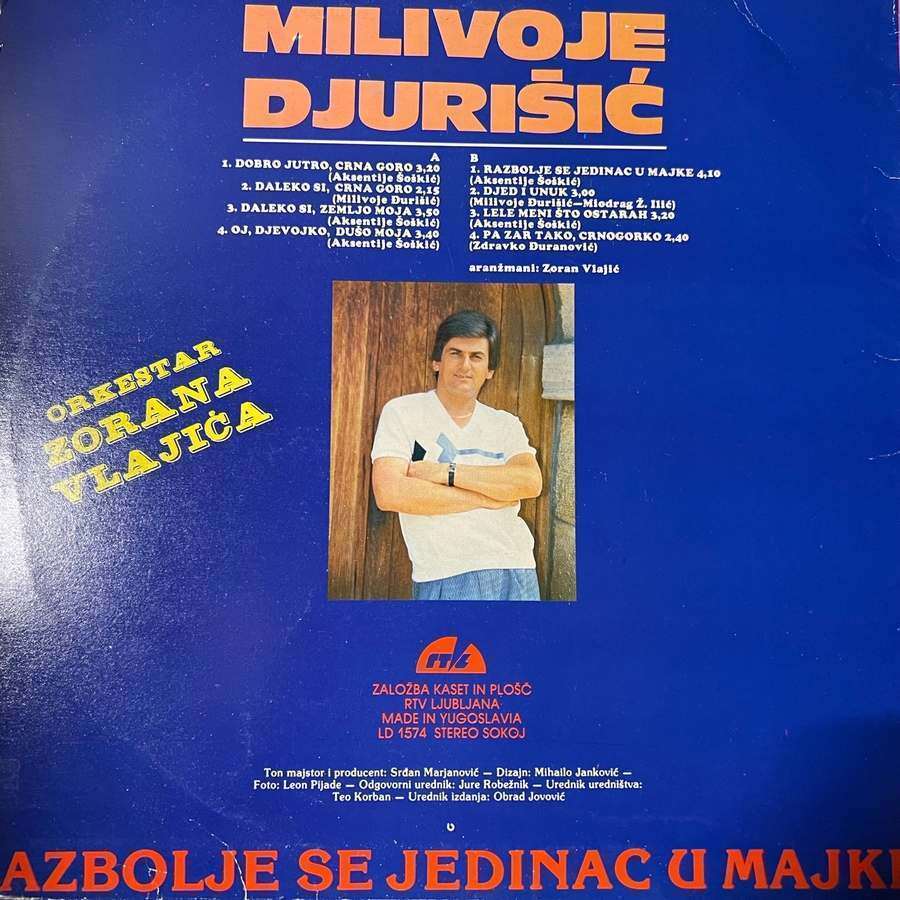 MILIVOJE
DJURIŠIĆ
A
1. DOBRO JUTRO, CRNA GORO 3,20
(Aksentije Šoškić)
2. DALEKO SI, CRNA GORO 2,15
(Milivoje Đurišić)
3. DALEKO SI, ZEMLJO MOJA 3,50
(Aksentije Šoškić)
4. OJ, DJEVOJKO, DUŠO MOJA 3,40
(Aksentije Šoškić)
B
1. RAZBOLJE SE JEDINAC U MAJKE 4,10
(Aksentije Šoškić)
2. DJED I UNUK 3,00
(Milivoje Đurišić—Miodrag Ž. Ilić)
3. LELE MENI ŠTO OSTARAH 3,20
(Aksentije Šoškić)
4. PA ZAR TAKO, CRNOGORKO 2,40
(Zdravko Đuranović)
aranžmani: Zoran Vlajić
ORKESTAR
ZORANA
VLAJIĆA
ZALOŽBA KASET IN PLOŠČ
RTV LJUBLJANA
MADE IN YUGOSLAVIA
LD 1574 STEREO SOKOJ
Ton majstor i producent: Srđan Marjanović — Dizajn: Mihailo Janković —
Foto: Leon Pijade — Odgovorni urednik: Jure Robežnik — Urednik uredništva:
Teo Korban — Urednik izdanja: Obrad Jovović
AZBOLJE SE JEDINAC U MAJKE